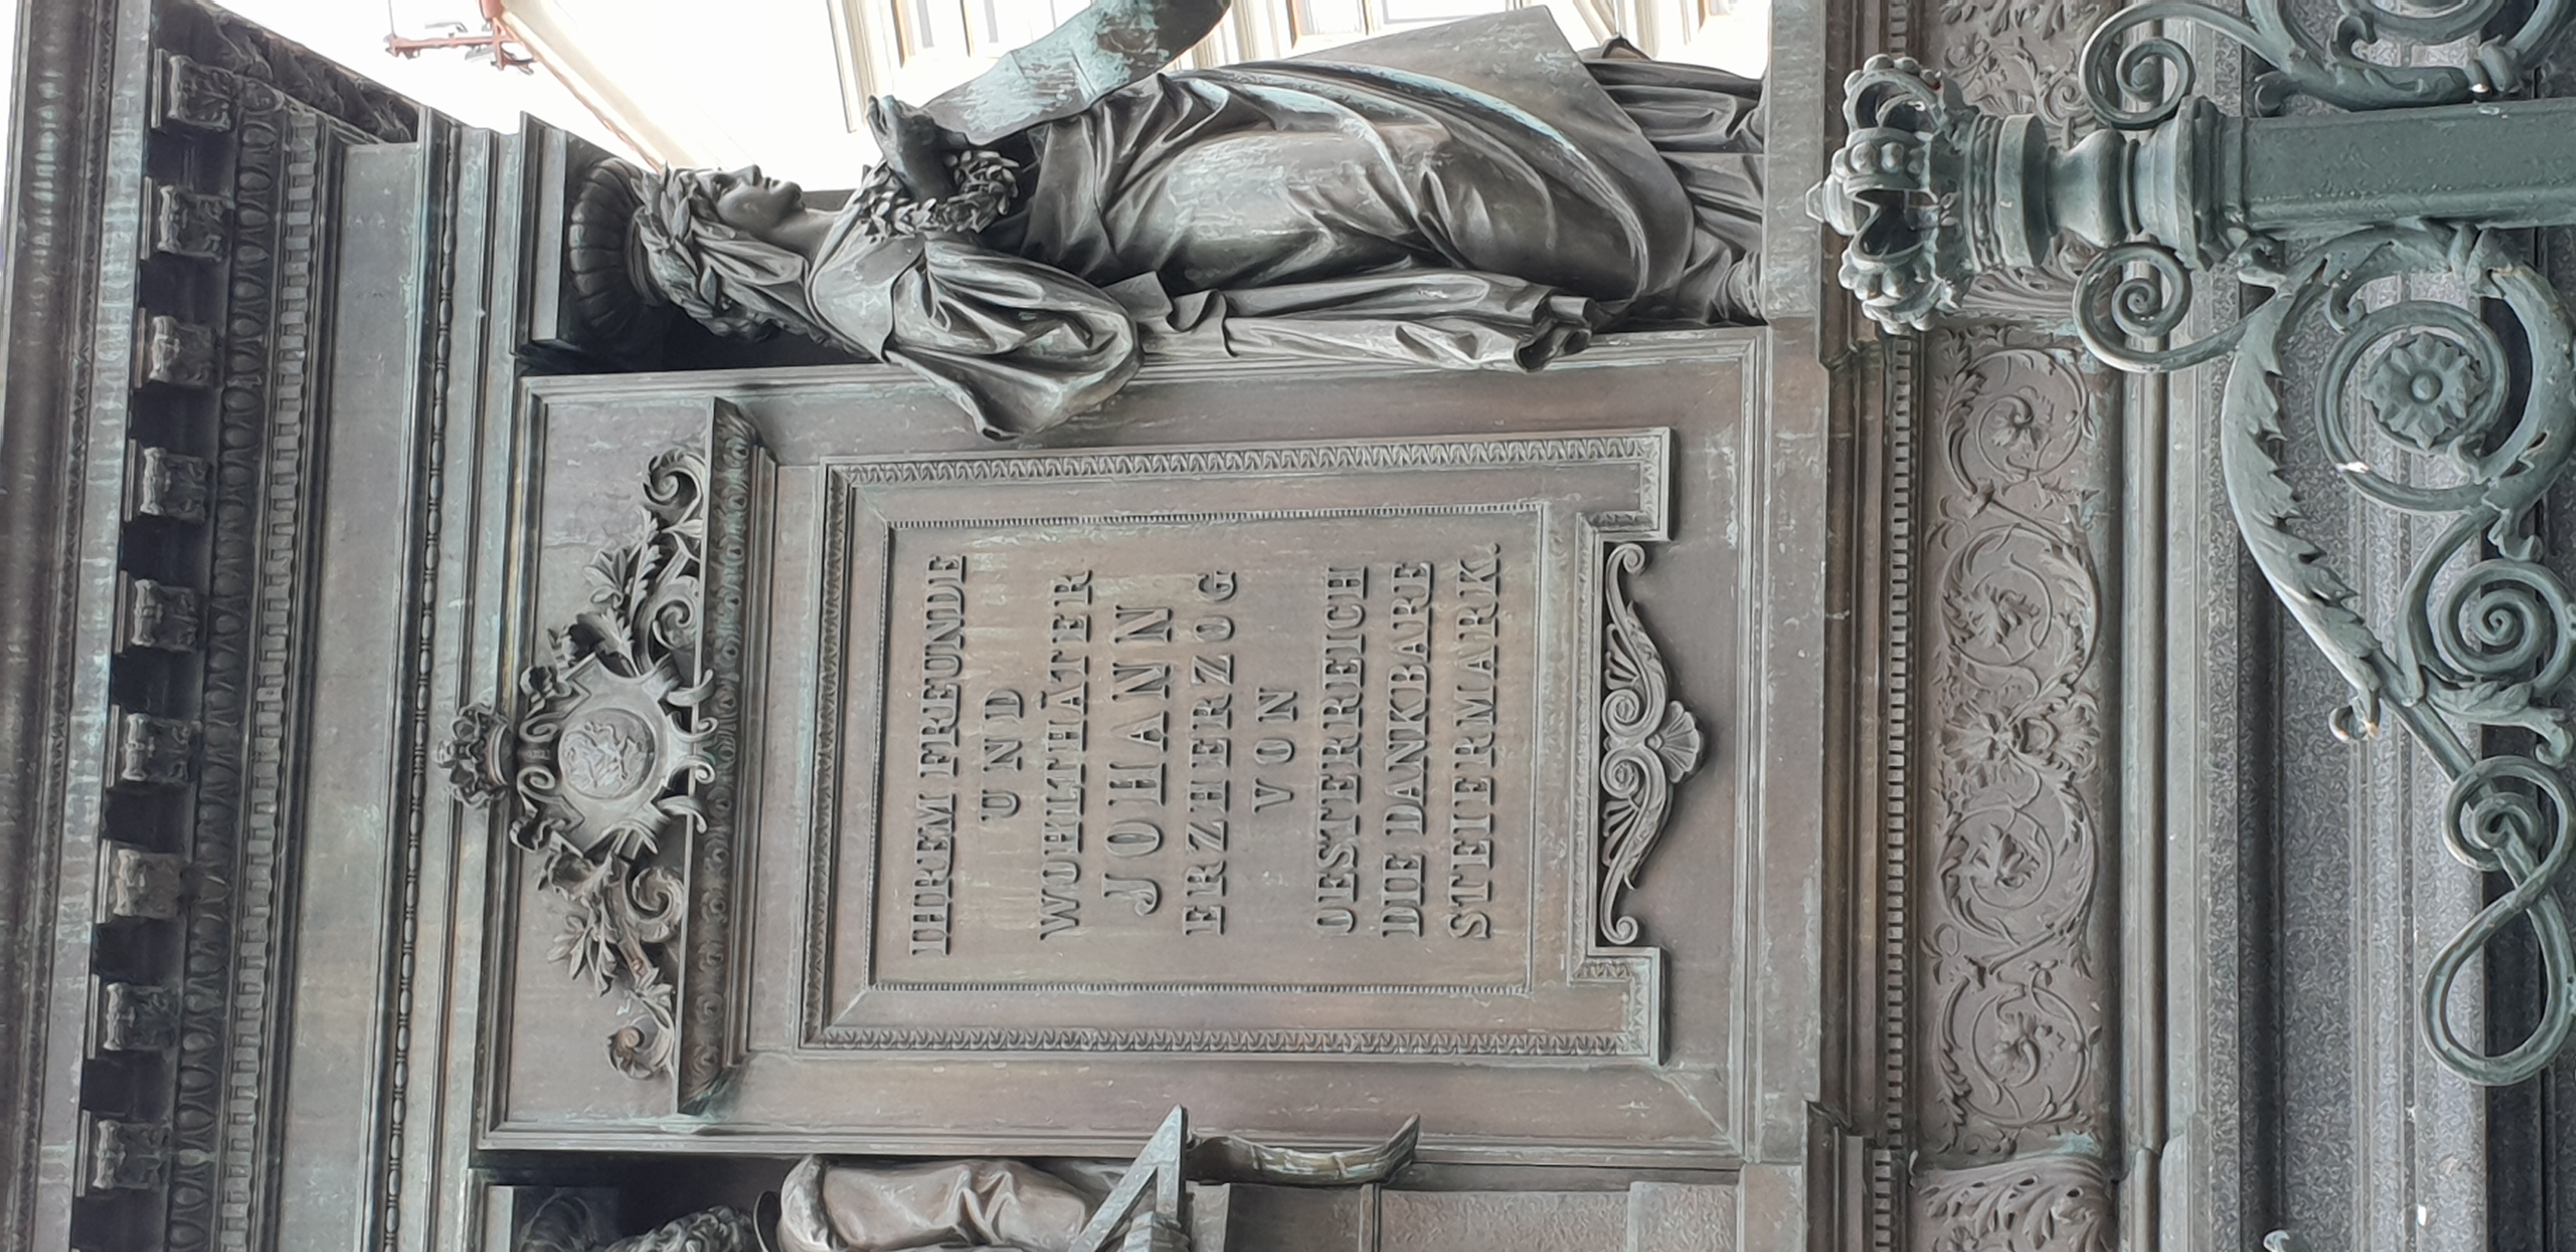 IHREM FREUNDE
UND
WOHLTHÄTER
JOHANN
ERZHERZOG
VON
OESTERREICH
DIE DANKBARE
STEIERMARK.